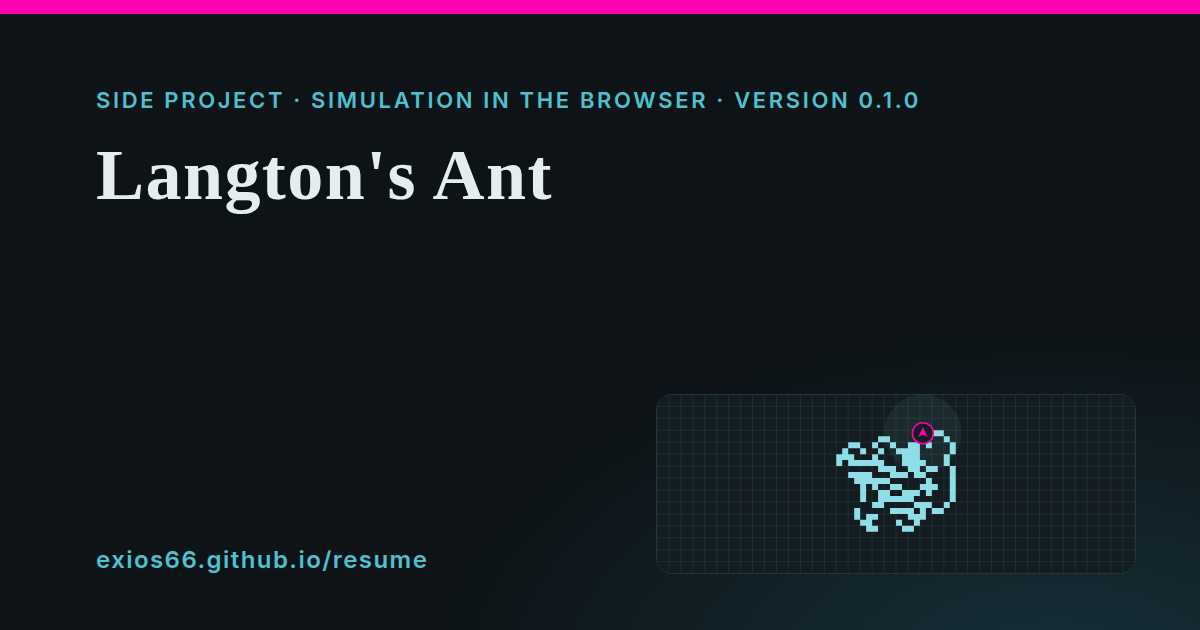 SIDE PROJECT · SIMULATION IN THE BROWSER · VERSION 0.1.0
Langton's Ant
exios66.github.io/resume